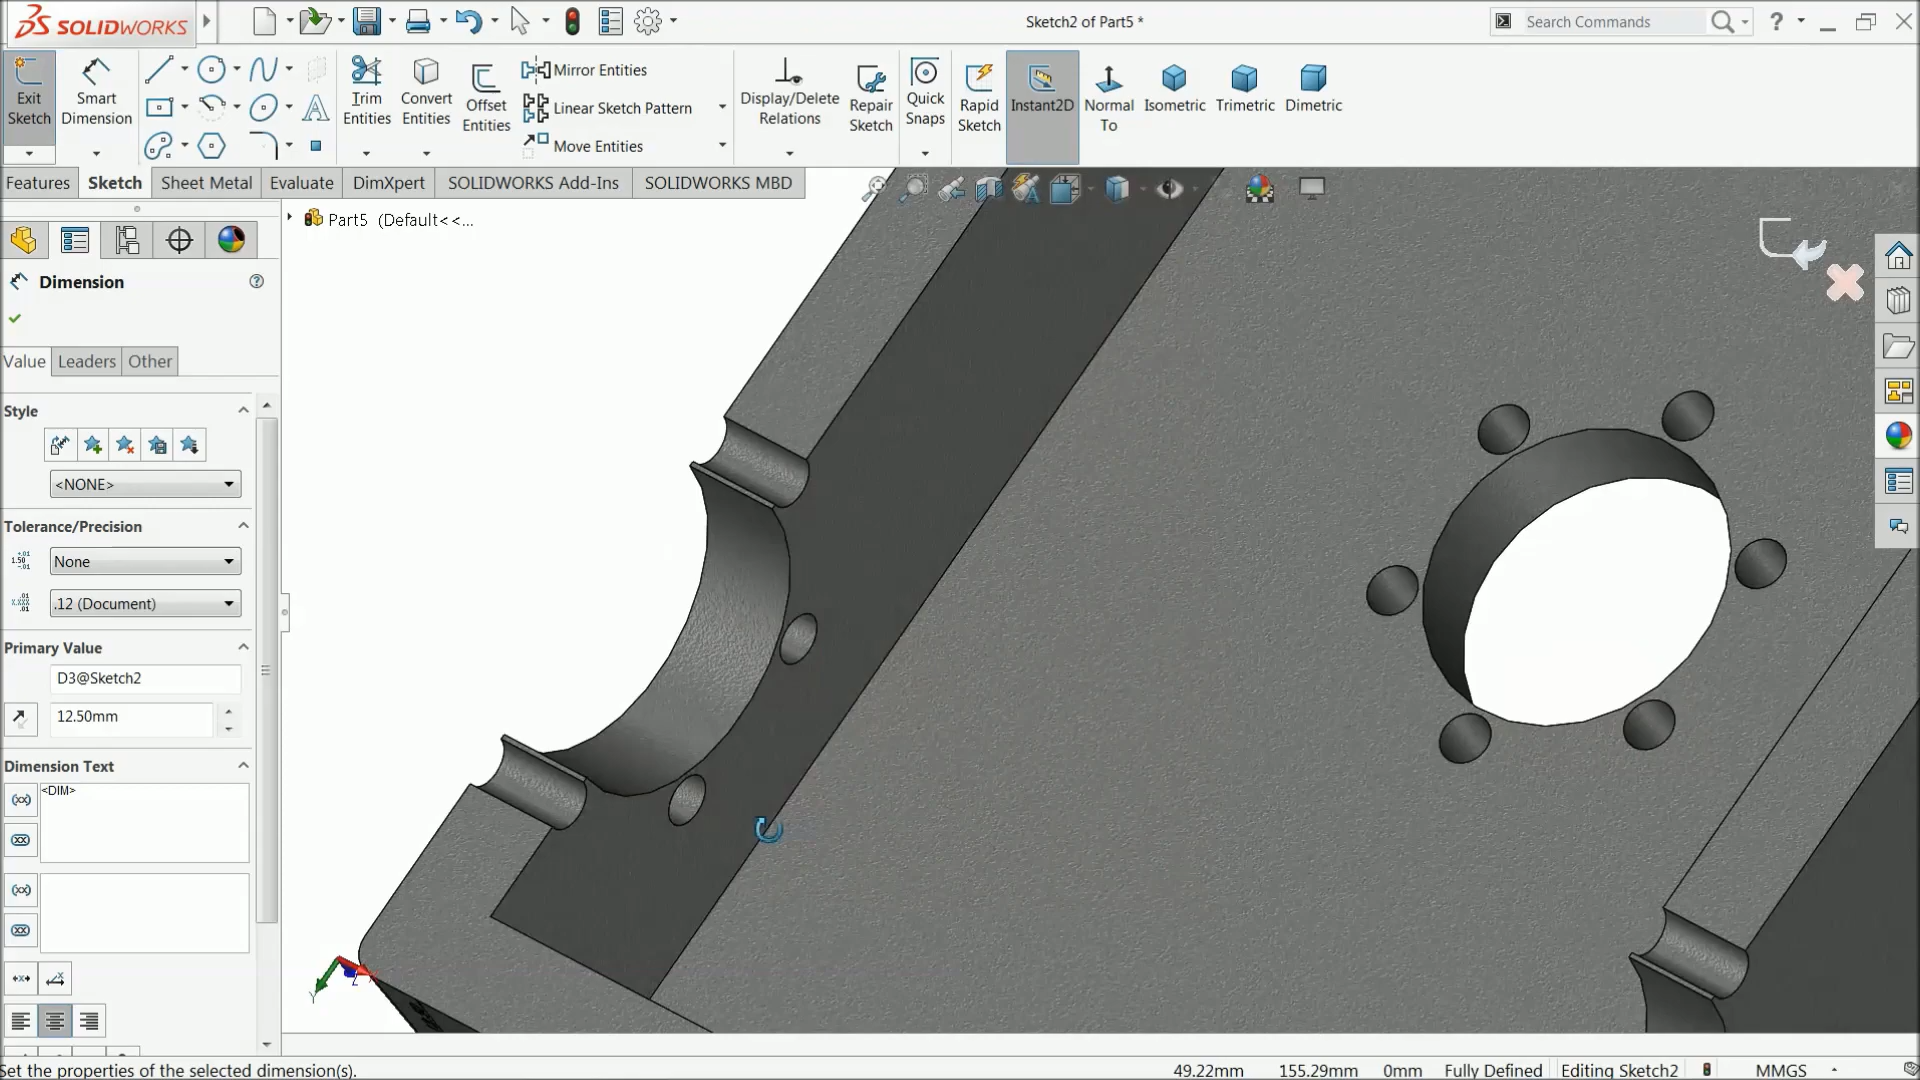 SOLIDWORKS
Sketch2 of Part5 *
Search Commands
?
Exit Sketch
Smart Dimension
Trim Entities
Convert Entities
Offset Entities
Mirror Entities
Linear Sketch Pattern
Move Entities
Display/Delete Relations
Repair Sketch
Quick Snaps
Rapid Sketch
Instant2D
Normal To
Isometric
Trimetric
Dimetric
Features
Sketch
Sheet Metal
Evaluate
DimXpert
SOLIDWORKS Add-Ins
SOLIDWORKS MBD
Part5 (Default<<...
Dimension
Value
Leaders
Other
Style
<NONE>
Tolerance/Precision
None
.12 (Document)
Primary Value
D3@Sketch2
12.50mm
Dimension Text
<DIM>
Y
Z
Set the properties of the selected dimension(s).
49.22mm
155.29mm
0mm
Fully Defined
Editing Sketch2
MMGS